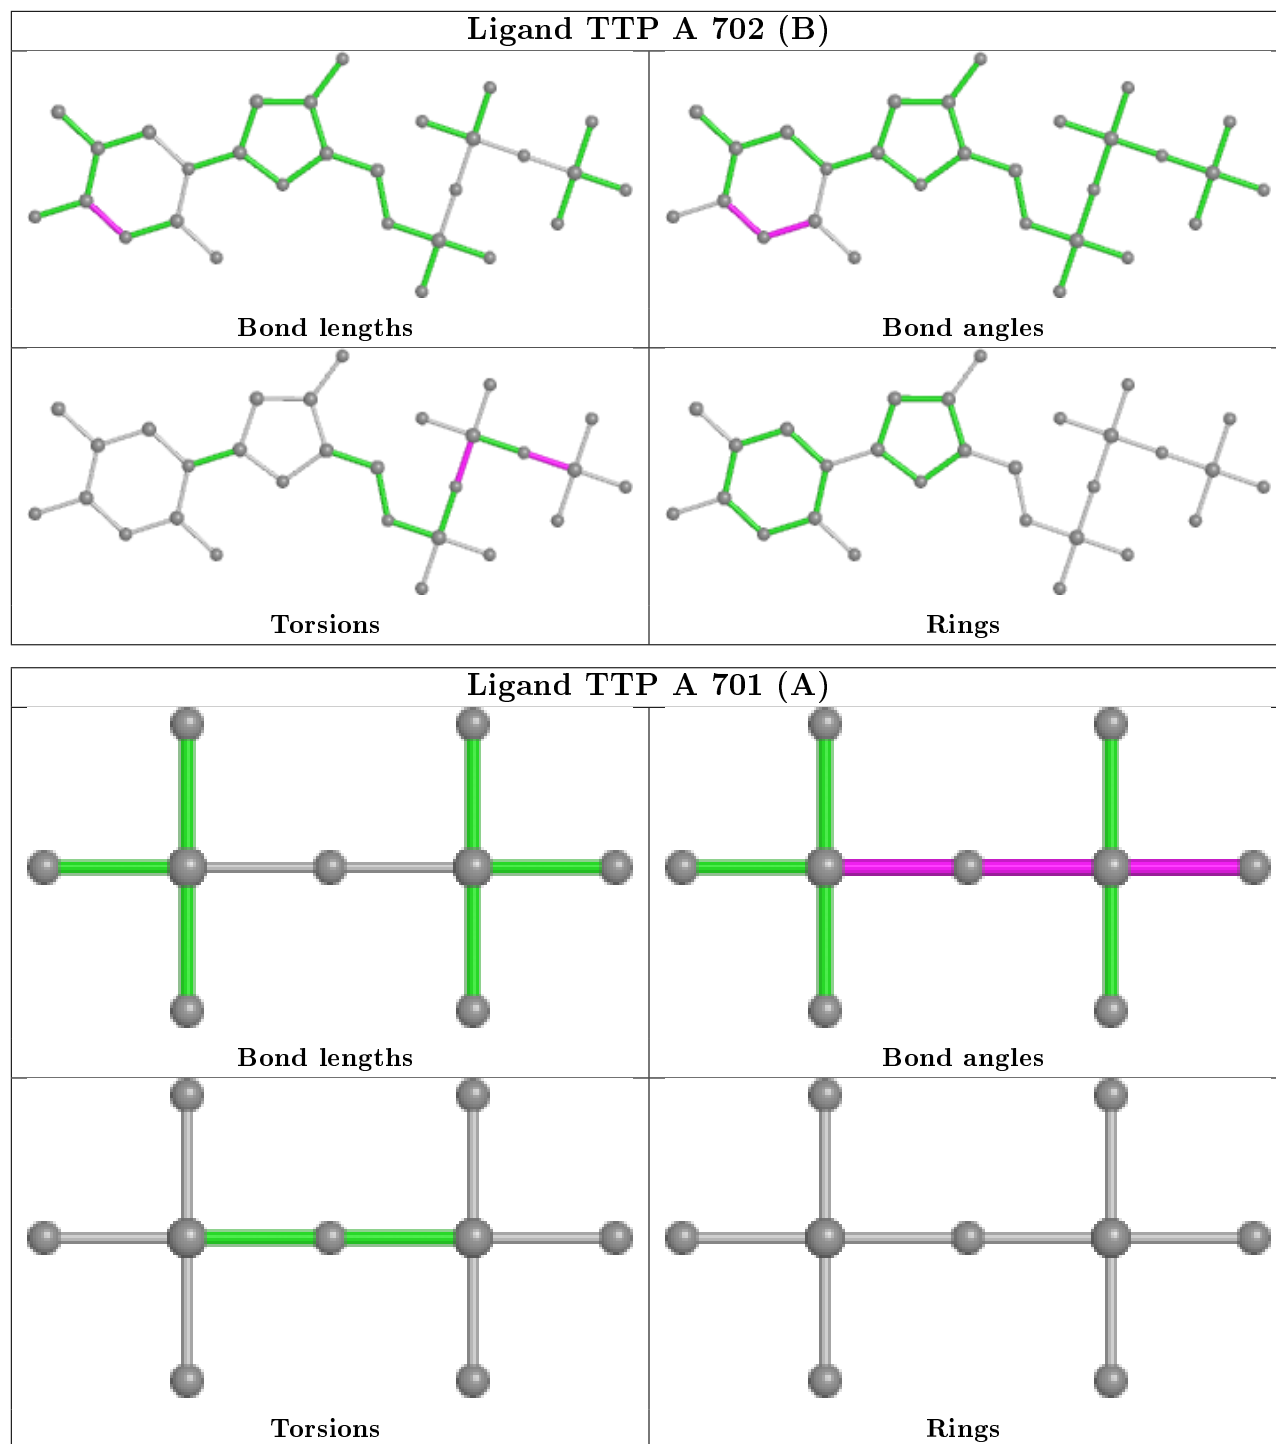 Ligand TTP A 702 (B)
Bond lengths
Bond angles
Torsions
Rings
Ligand TTP A 701 (A)
Bond lengths
Bond angles
Torsions
Rings